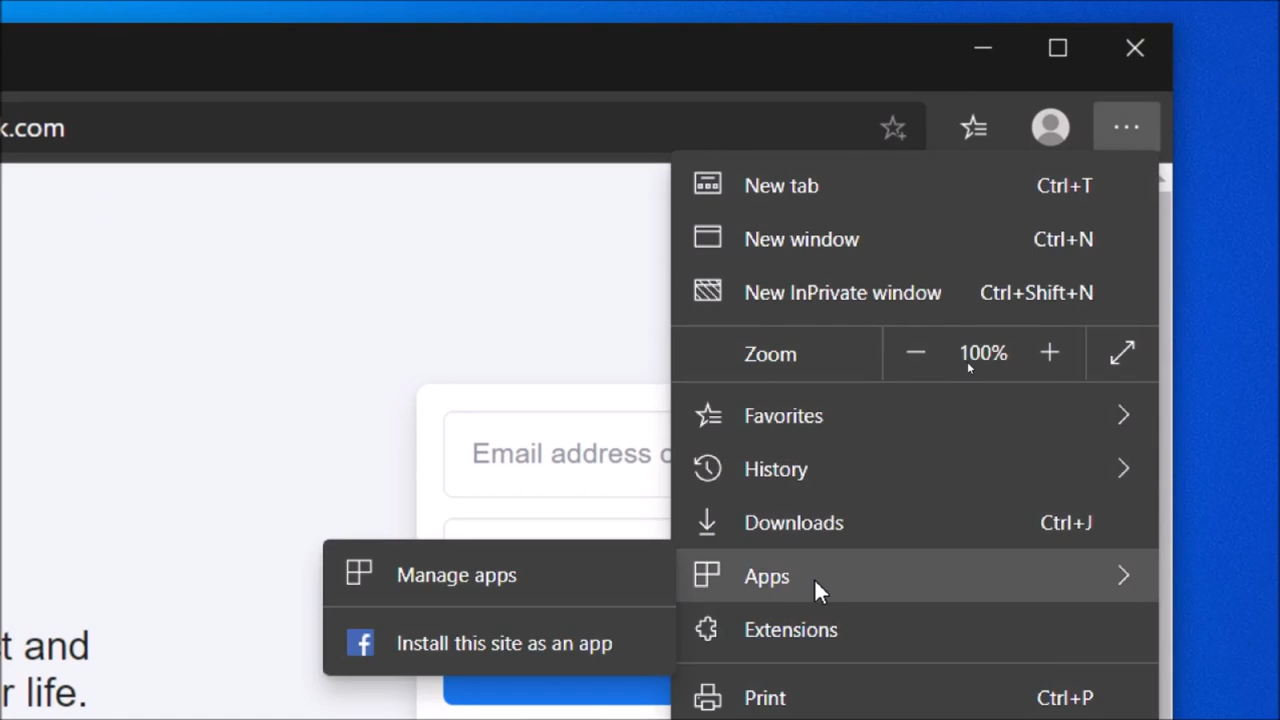 k.com
New tab Ctrl+T
New window Ctrl+N
New InPrivate window Ctrl+Shift+N
Zoom 100%
Favorites
History
Email address o
Downloads Ctrl+J
Apps
Manage apps
Install this site as an app
Extensions
t and
r life.
Print Ctrl+P